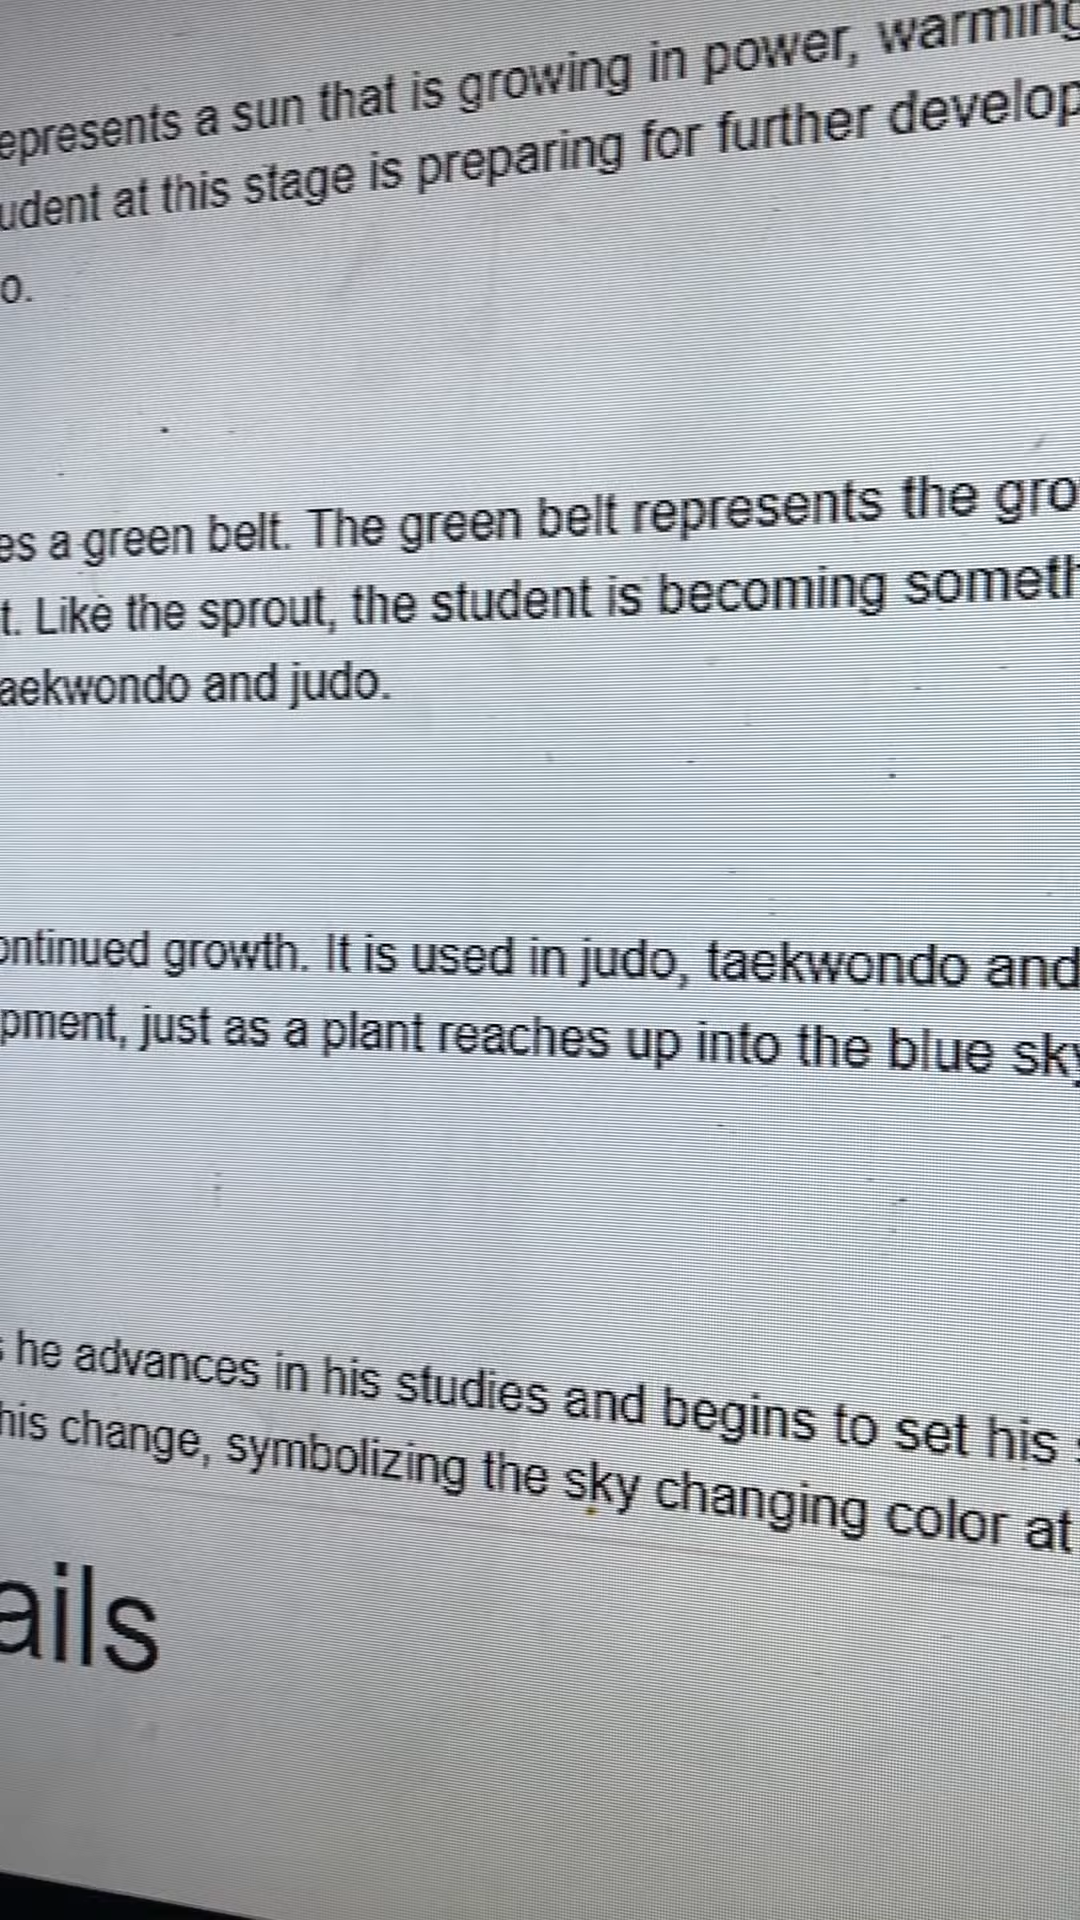 epresents a sun that is growing in power, warming
udent at this stage is preparing for further develop
o.
es a green belt. The green belt represents the gro
t. Like the sprout, the student is becoming someth
aekwondo and judo.
ontinued growth. It is used in judo, taekwondo and
pment, just as a plant reaches up into the blue sky
s he advances in his studies and begins to set his s
his change, symbolizing the sky changing color at
ails